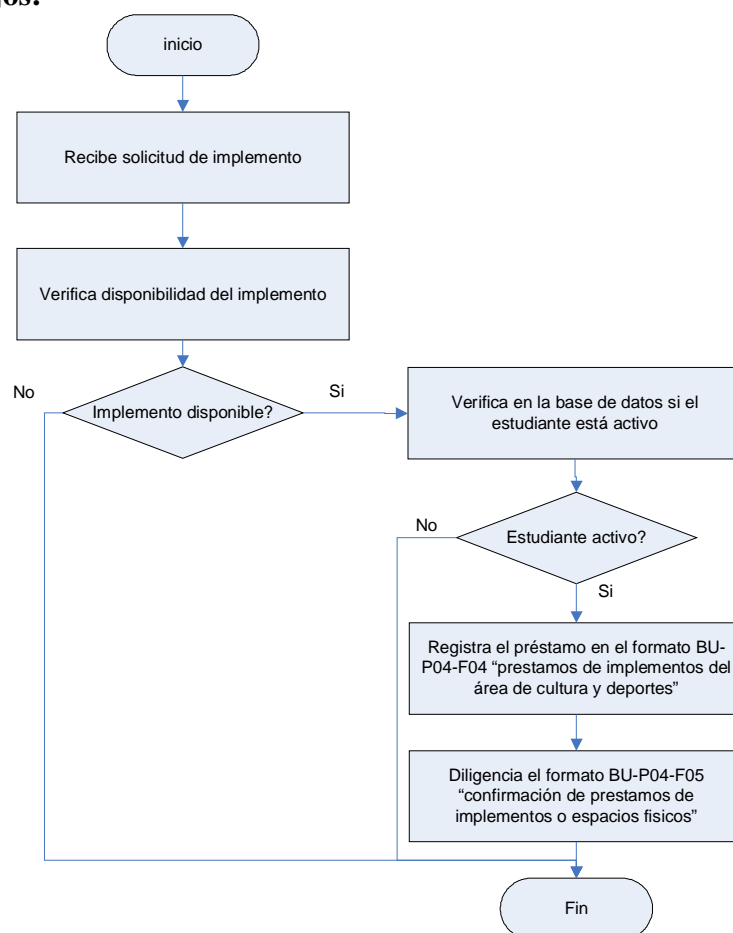 inicio
Recibe solicitud de implemento
Verifica disponibilidad del implemento
No
Implemento disponible?
Si
Verifica en la base de datos si el
estudiante está activo
No
Estudiante activo?
Si
Registra el préstamo en el formato BU-
P04-F04 “prestamos de implementos del
área de cultura y deportes”
Diligencia el formato BU-P04-F05
“confirmación de prestamos de
implementos o espacios fisicos”
Fin